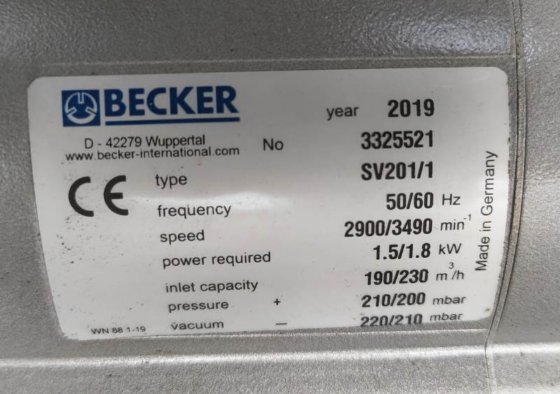 BECKER
year 2019
D - 42279 Wuppertal
www.becker-international.com
No 3325521
type SV201/1
frequency 50/60 Hz
speed 2900/3490 min-1
power required 1.5/1.8 kW
inlet capacity 190/230 m3/h
pressure + 210/200 mbar
vacuum — 220/210 mbar
CE
WN 88 1-19
Made in Germany